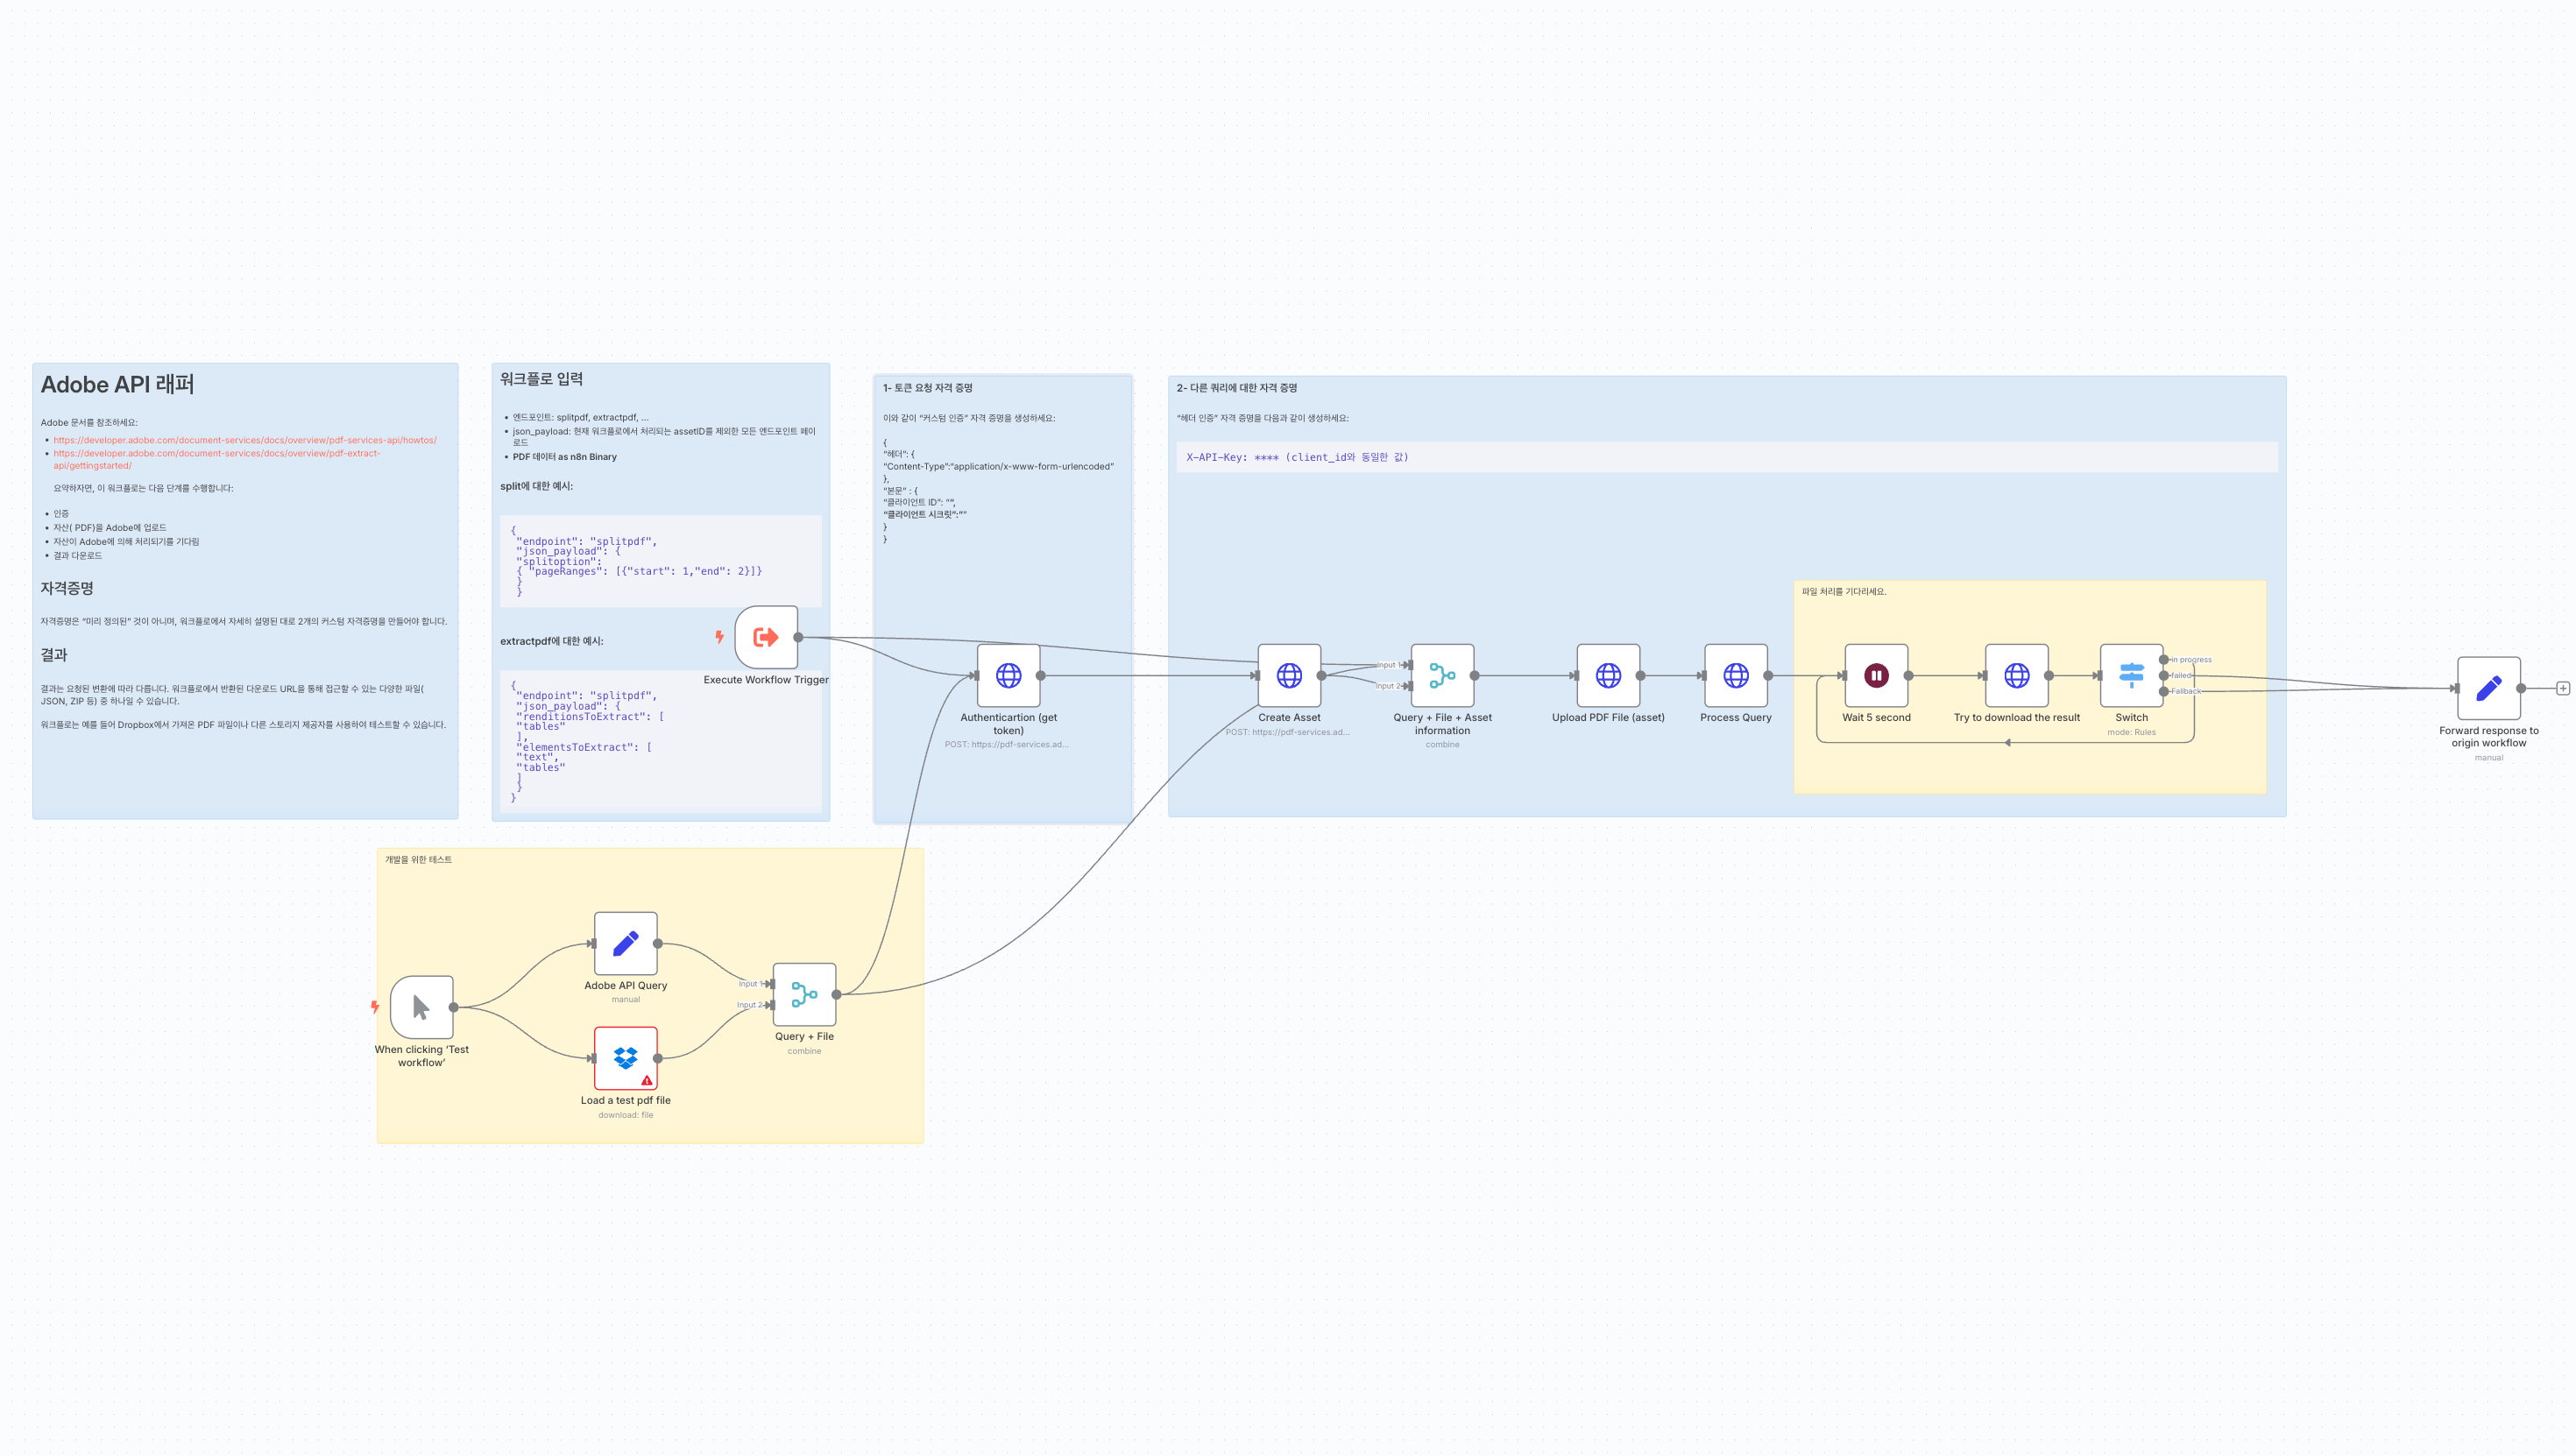 Adobe API 래퍼
Adobe 문서를 참조하세요:
• https://developer.adobe.com/document-services/docs/overview/pdf-services-api/howtos/
• https://developer.adobe.com/document-services/docs/overview/pdf-extract-
api/gettingstarted/
요약하자면, 이 워크플로는 다음 단계를 수행합니다:
• 인증
• 자산( PDF)을 Adobe에 업로드
• 자산이 Adobe에 의해 처리되기를 기다림
• 결과 다운로드
자격증명
자격증명은 “미리 정의된” 것이 아니며, 워크플로에서 자세히 설명된 대로 2개의 커스텀 자격증명을 만들어야 합니다.
결과
결과는 요청된 변환에 따라 다릅니다. 워크플로에서 반환된 다운로드 URL을 통해 접근할 수 있는 다양한 파일(
JSON, ZIP 등) 중 하나일 수 있습니다.
워크플로는 예를 들어 Dropbox에서 가져온 PDF 파일이나 다른 스토리지 제공자를 사용하여 테스트할 수 있습니다.
워크플로 입력
• 엔드포인트: splitpdf, extractpdf, ...
• json_payload: 현재 워크플로에서 처리되는 assetID를 제외한 모든 엔드포인트 페이
로드
• PDF 데이터 as n8n Binary
split에 대한 예시:
{
"endpoint": "splitpdf",
"json_payload": {
"splitoption":
{ "pageRanges": [{"start": 1,"end": 2}]}
}
}
extractpdf에 대한 예시:
{
"endpoint": "splitpdf",
"json_payload": {
"renditionsToExtract": [
"tables"
],
"elementsToExtract": [
"text",
"tables"
]
}
}
Execute Workflow Trigger
1- 토큰 요청 자격 증명
이와 같이 “커스텀 인증” 자격 증명을 생성하세요:
{
“헤더”: {
“Content-Type”:“application/x-www-form-urlencoded”
},
“본문” : {
“클라이언트 ID”: “”,
“클라이언트 시크릿”:“”
}
}
Authenticartion (get
token)
POST: https://pdf-services.ad...
2- 다른 쿼리에 대한 자격 증명
“헤더 인증” 자격 증명을 다음과 같이 생성하세요:
X-API-Key: **** (client_id와 동일한 값)
Create Asset
POST: https://pdf-services.ad...
Input 1
Input 2
Query + File + Asset
information
combine
Upload PDF File (asset)
Process Query
파일 처리를 기다리세요.
Wait 5 second
Try to download the result
Switch
mode: Rules
in progress
failed
Fallback
Forward response to
origin workflow
manual
개발을 위한 테스트
When clicking ‘Test
workflow’
Adobe API Query
manual
Load a test pdf file
download: file
Input 1
Input 2
Query + File
combine